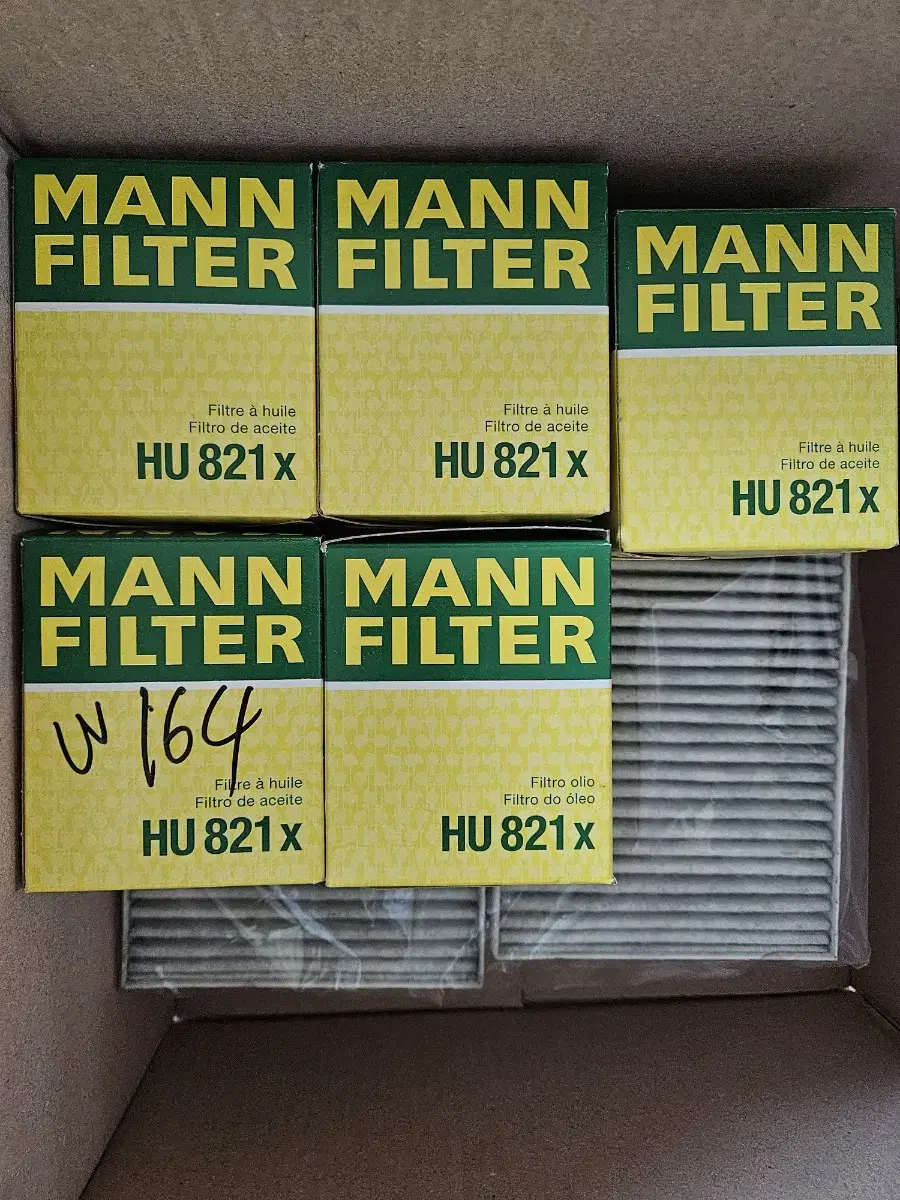 MANN
FILTER
Filtre à huile
Filtro de aceite
HU 821 x
MANN
FILTER
Filtre à huile
Filtro de aceite
HU 821 x
MANN
FILTER
Filtre à huile
Filtro de aceite
HU 821 x
MANN
FILTER
W164
Filtre à huile
Filtro de aceite
HU 821 x
MANN
FILTER
Filtro olio
Filtro do óleo
HU 821 x